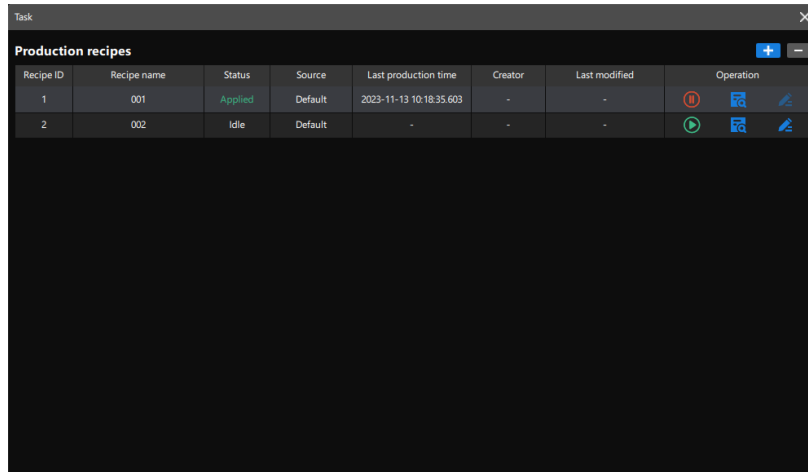 Task
Production recipes
Recipe ID Recipe name Status Source Last production time Creator Last modified Operation
1 001 Applied Default 2023-11-13 10:18:35.603 - -
2 002 Idle Default - - -